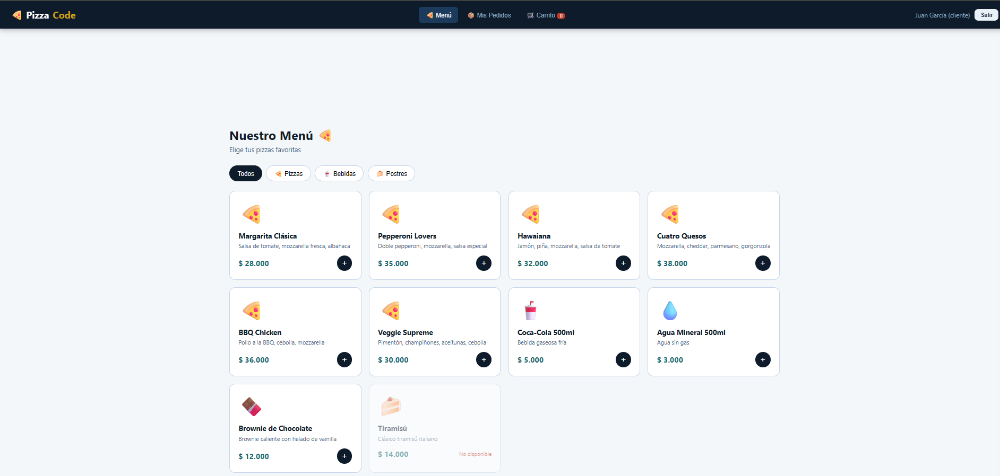 Pizza Code
Menú
Mis Pedidos
Carrito 0
Juan García (cliente)
Salir
Nuestro Menú
Elige tus pizzas favoritas
Todos
Pizzas
Bebidas
Postres
Margarita Clásica
Salsa de tomate, mozzarella fresca, albahaca
$ 28.000
+
Pepperoni Lovers
Doble pepperoni, mozzarella, salsa especial
$ 35.000
+
Hawaiana
Jamón, piña, mozzarella, salsa de tomate
$ 32.000
+
Cuatro Quesos
Mozzarella, cheddar, parmesano, gorgonzola
$ 38.000
+
BBQ Chicken
Pollo a la BBQ, cebolla, mozzarella
$ 36.000
+
Veggie Supreme
Pimentón, champiñones, aceitunas, cebolla
$ 30.000
+
Coca-Cola 500ml
Bebida gaseosa fría
$ 5.000
+
Agua Mineral 500ml
Agua sin gas
$ 3.000
+
Brownie de Chocolate
Brownie caliente con helado de vainilla
$ 12.000
+
Tiramisú
Clásico tiramisú italiano
$ 14.000
No disponible